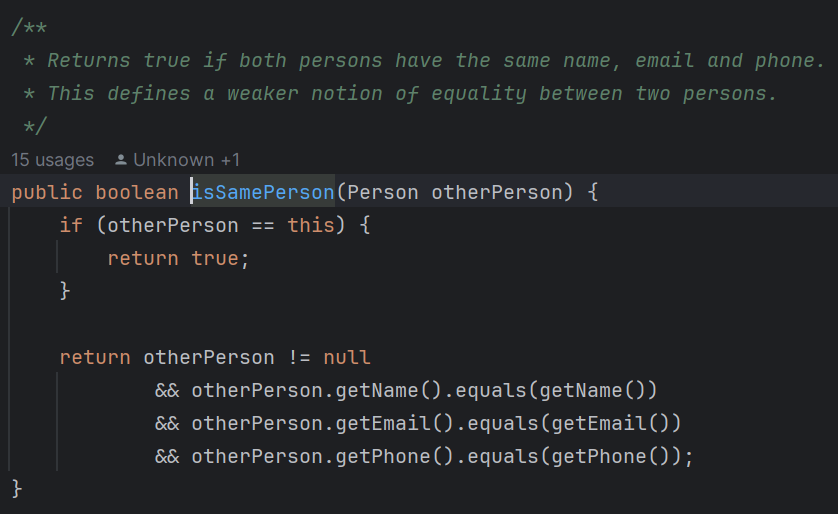 /**
 * Returns true if both persons have the same name, email and phone.
 * This defines a weaker notion of equality between two persons.
 */
15 usages Unknown +1
public boolean isSamePerson(Person otherPerson) {
    if (otherPerson == this) {
        return true;
    }
    return otherPerson != null
            && otherPerson.getName().equals(getName())
            && otherPerson.getEmail().equals(getEmail())
            && otherPerson.getPhone().equals(getPhone());
}